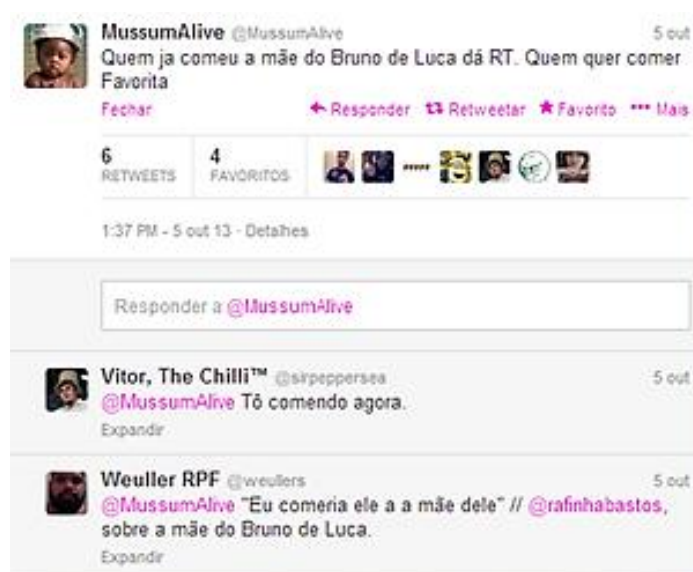 MussumAlive @MussumAlive 5 out
Quem ja comeu a mãe do Bruno de Luca dá RT. Quem quer comer
Favorita
Fechar Responder Retweetar Favorito Mais
6 4
RETWEETS FAVORITOS
1:37 PM - 5 out 13 · Detalhes
Responder a @MussumAlive
Vitor, The Chilli™ @sirpeppersea 5 out
@MussumAlive Tô comendo agora.
Expandir
Weuller RPF @weullers 5 out
@MussumAlive "Eu comeria ele a a mãe dele" // @rafinhabastos,
sobre a mãe do Bruno de Luca.
Expandir